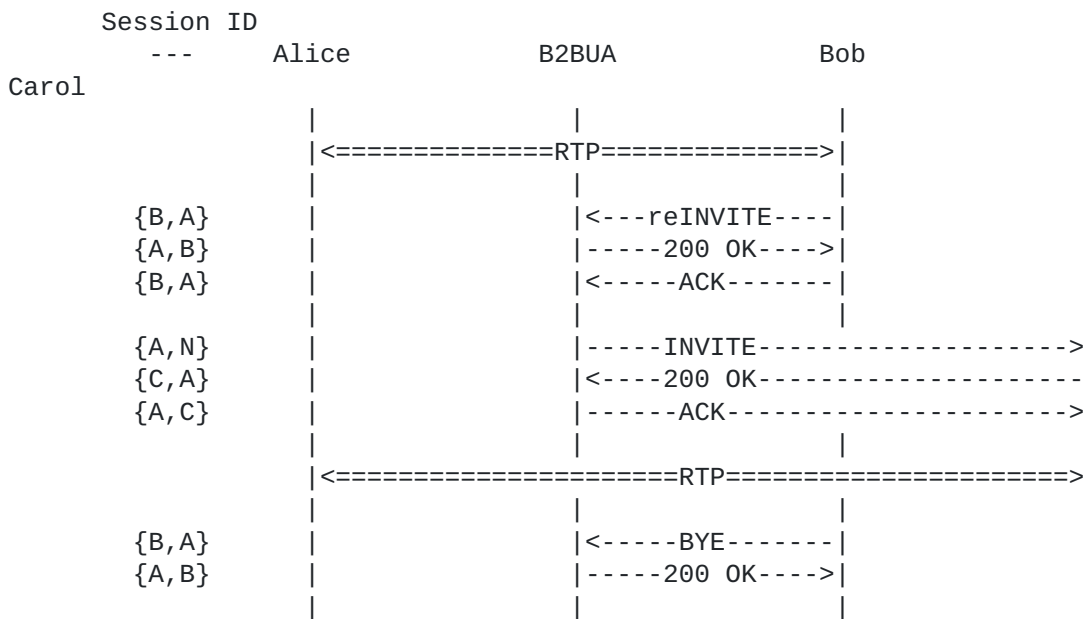 Session ID
---     Alice            B2BUA             Bob
Carol
|                |                |
|<==============RTP==============>|
|                |                |
{B,A}      |                |<---reINVITE----|
{A,B}      |                |-----200 OK---->|
{B,A}      |                |<-----ACK-------|
|                |                |
{A,N}      |                |-----INVITE-------------------->
{C,A}      |                |<----200 OK---------------------
{A,C}      |                |------ACK---------------------->
|                |                |
|<======================RTP======================>
|                |                |
{B,A}      |                |<-----BYE-------|
{A,B}      |                |-----200 OK---->|
|                |                |